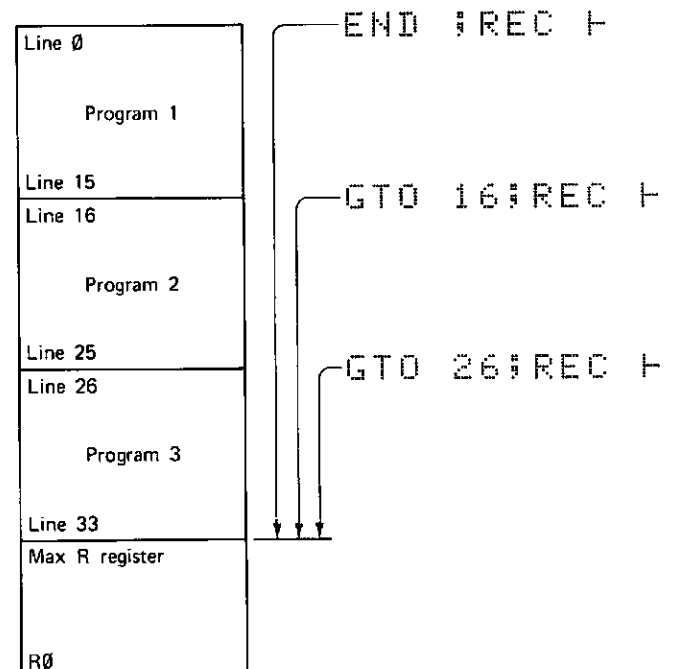 END ;REC ⊢
Line Ø
Program 1
Line 15
GTO 16;REC ⊢
Line 16
Program 2
Line 25
GTO 26;REC ⊢
Line 26
Program 3
Line 33
Max R register
RØ